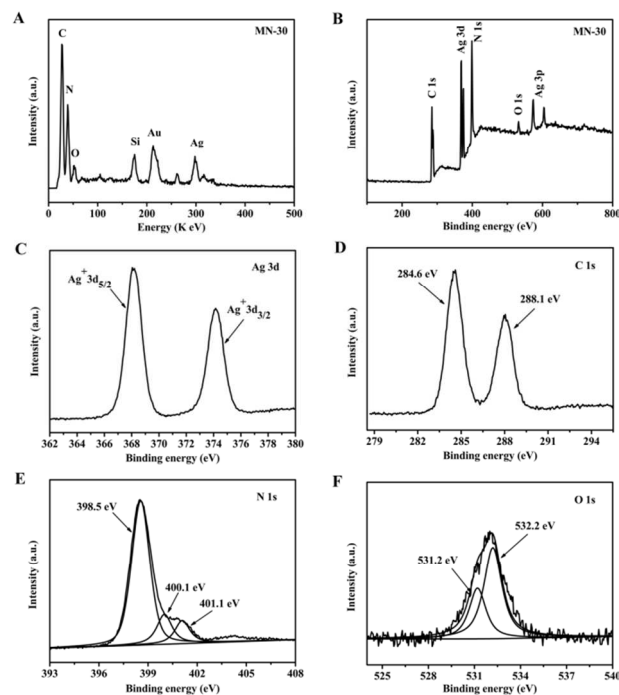 A
MN-30
C
N
O
Si
Au
Ag
Intensity (a.u.)
0 100 200 300 400 500
Energy (K eV)
B
MN-30
C 1s
Ag 3d
N 1s
O 1s
Ag 3p
Intensity (a.u.)
200 400 600 800
Binding energy (eV)
C
Ag 3d
Ag+3d5/2
Ag+3d3/2
Intensity (a.u.)
362 364 366 368 370 372 374 376 378 380
Binding energy (eV)
D
C 1s
284.6 eV
288.1 eV
Intensity (a.u.)
279 282 285 288 291 294
Binding energy (eV)
E
N 1s
398.5 eV
400.1 eV
401.1 eV
Intensity (a.u.)
393 396 399 402 405 408
Binding energy (eV)
F
O 1s
531.2 eV
532.2 eV
Intensity (a.u.)
525 528 531 534 537 540
Binding energy (eV)